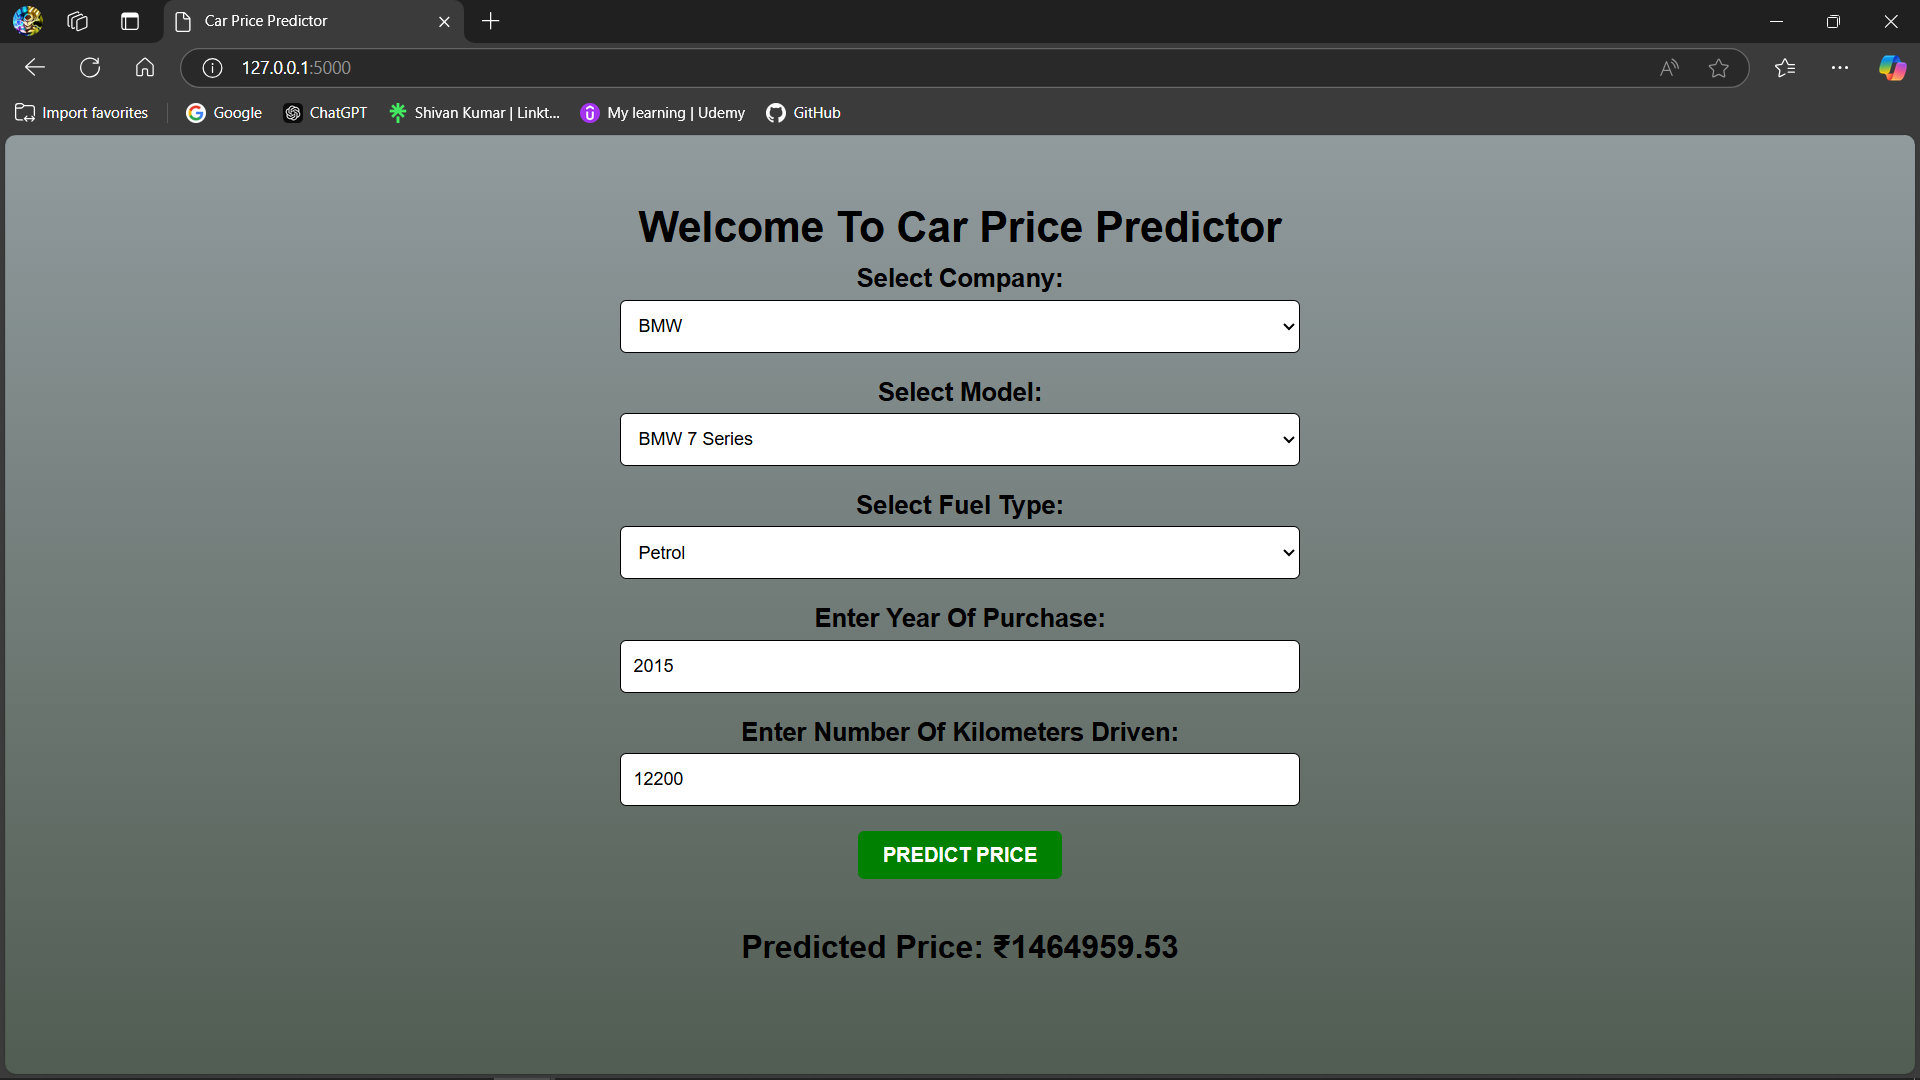 Car Price Predictor
127.0.0.1:5000
Import favorites
Google
ChatGPT
Shivan Kumar | Linkt...
My learning | Udemy
GitHub
Welcome To Car Price Predictor
Select Company:
BMW
Select Model:
BMW 7 Series
Select Fuel Type:
Petrol
Enter Year Of Purchase:
2015
Enter Number Of Kilometers Driven:
12200
PREDICT PRICE
Predicted Price: ₹1464959.53